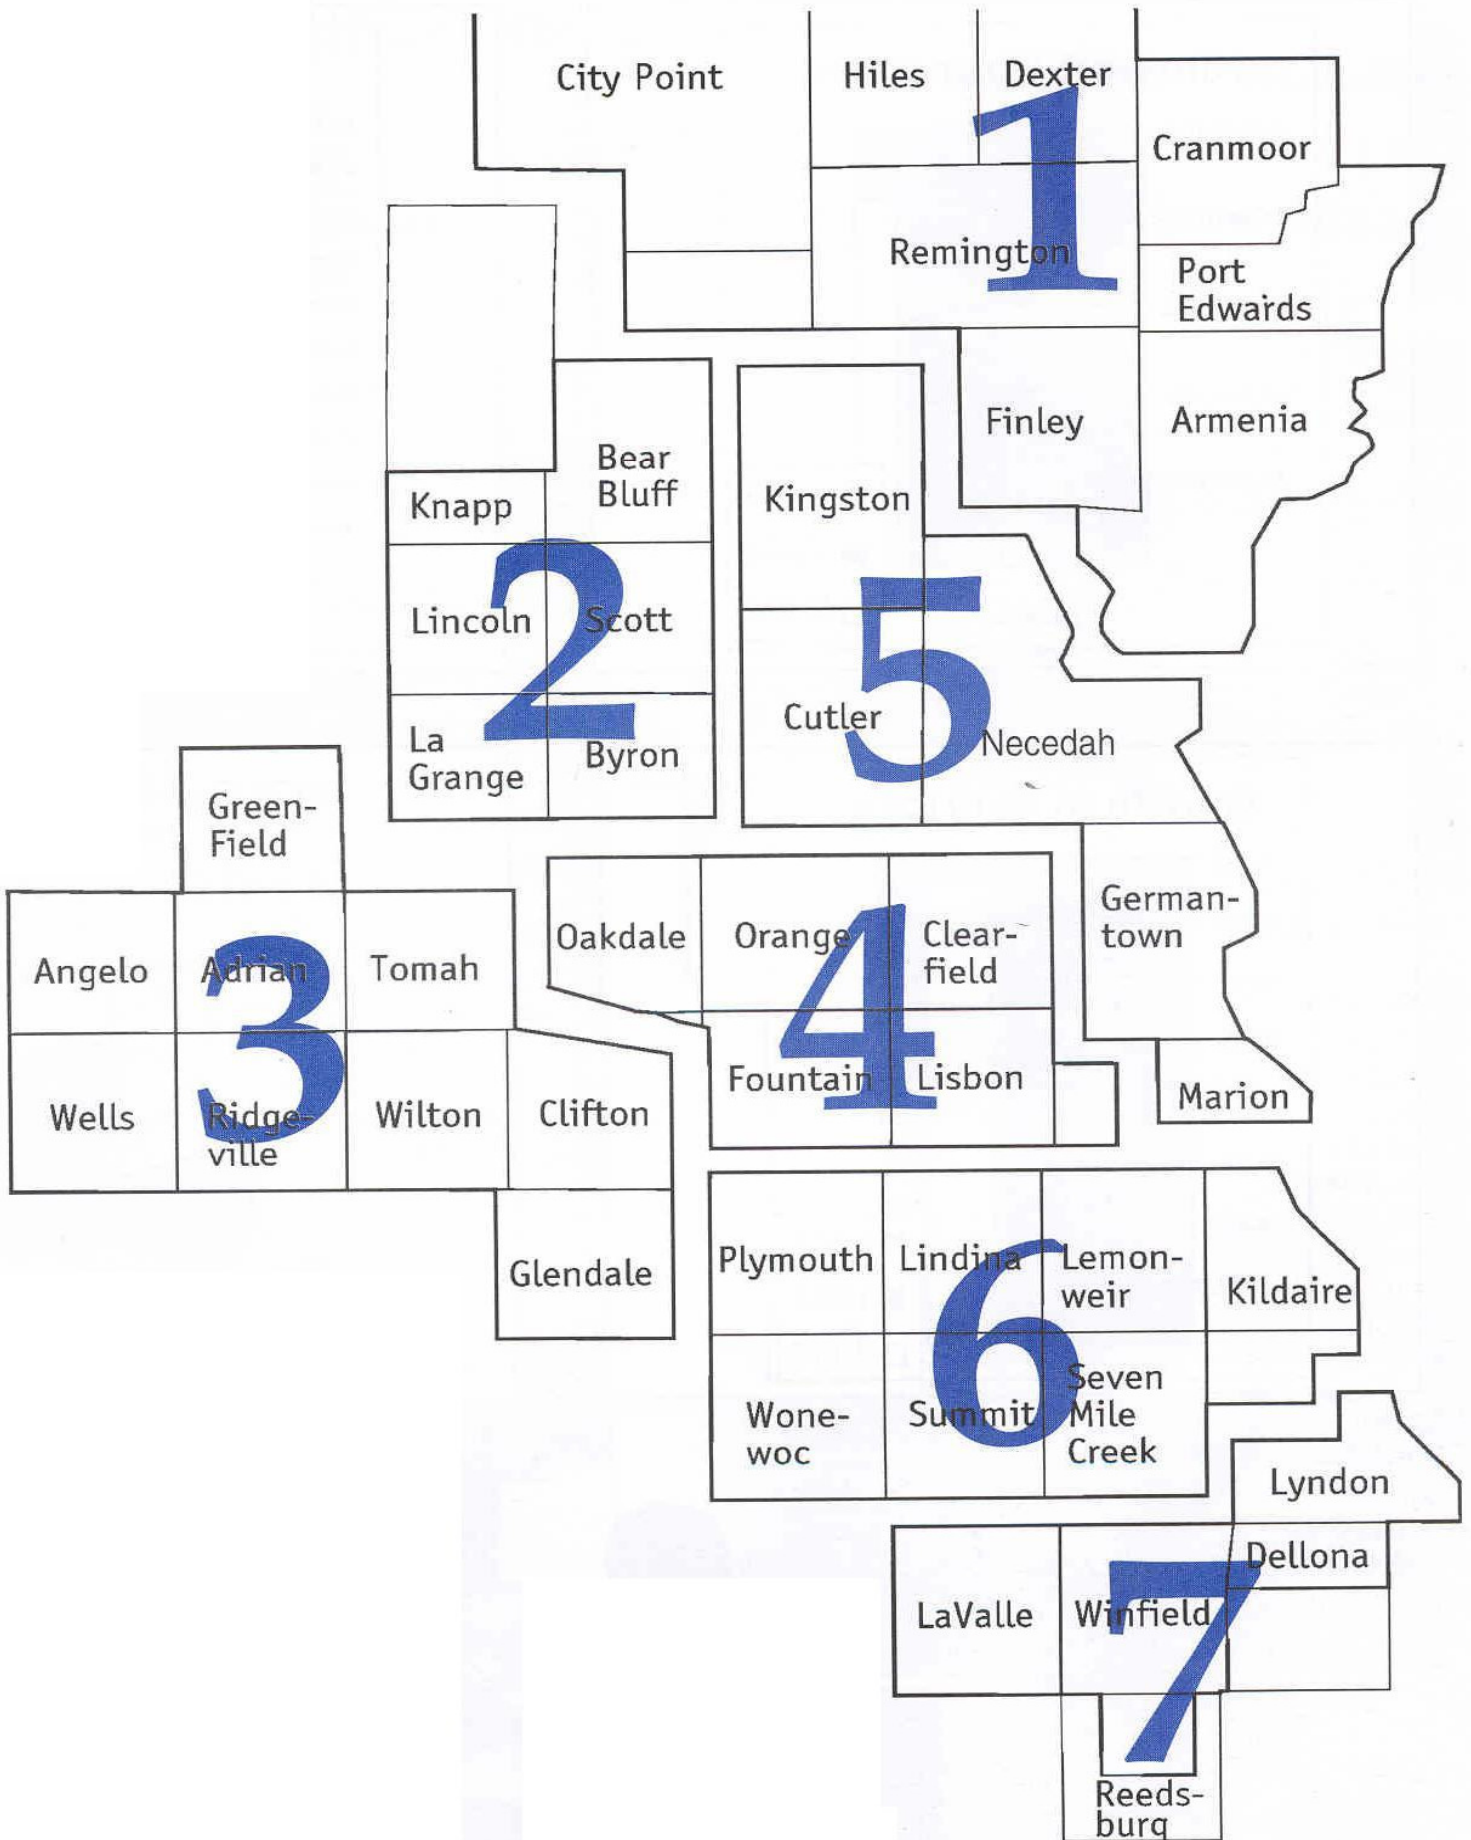 City Point
Hiles
Dexter
1
Cranmoor
Remington
Port
Edwards
Finley
Armenia
Bear
Bluff
Knapp
2
Lincoln
Scott
La
Grange
Byron
Kingston
5
Cutler
Necedah
German-
town
Marion
Green-
Field
Angelo
Adrian
Tomah
3
Wells
Ridge-
ville
Wilton
Clifton
Glendale
Oakdale
Orange
Clear-
field
4
Fountain
Lisbon
Plymouth
Lindina
Lemon-
weir
Kildaire
6
Wone-
woc
Summit
Seven
Mile
Creek
Lyndon
Dellona
LaValle
Winfield
7
Reeds-
burg